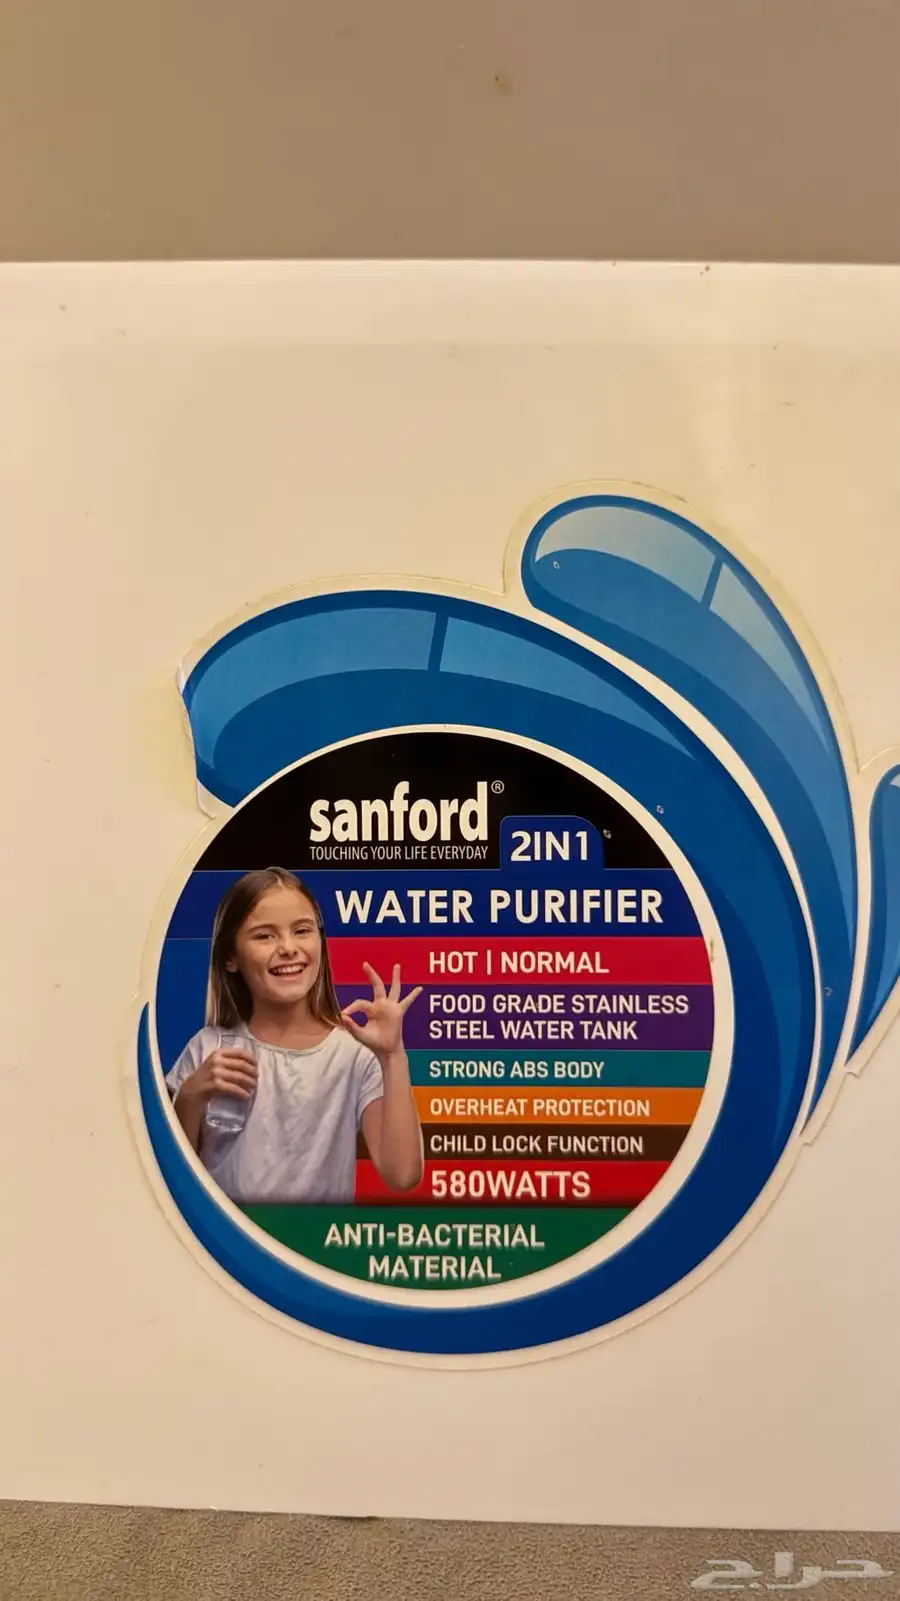 sanford®
TOUCHING YOUR LIFE EVERYDAY
2IN1
WATER PURIFIER
HOT | NORMAL
FOOD GRADE STAINLESS
STEEL WATER TANK
STRONG ABS BODY
OVERHEAT PROTECTION
CHILD LOCK FUNCTION
580WATTS
ANTI-BACTERIAL
MATERIAL
حراج